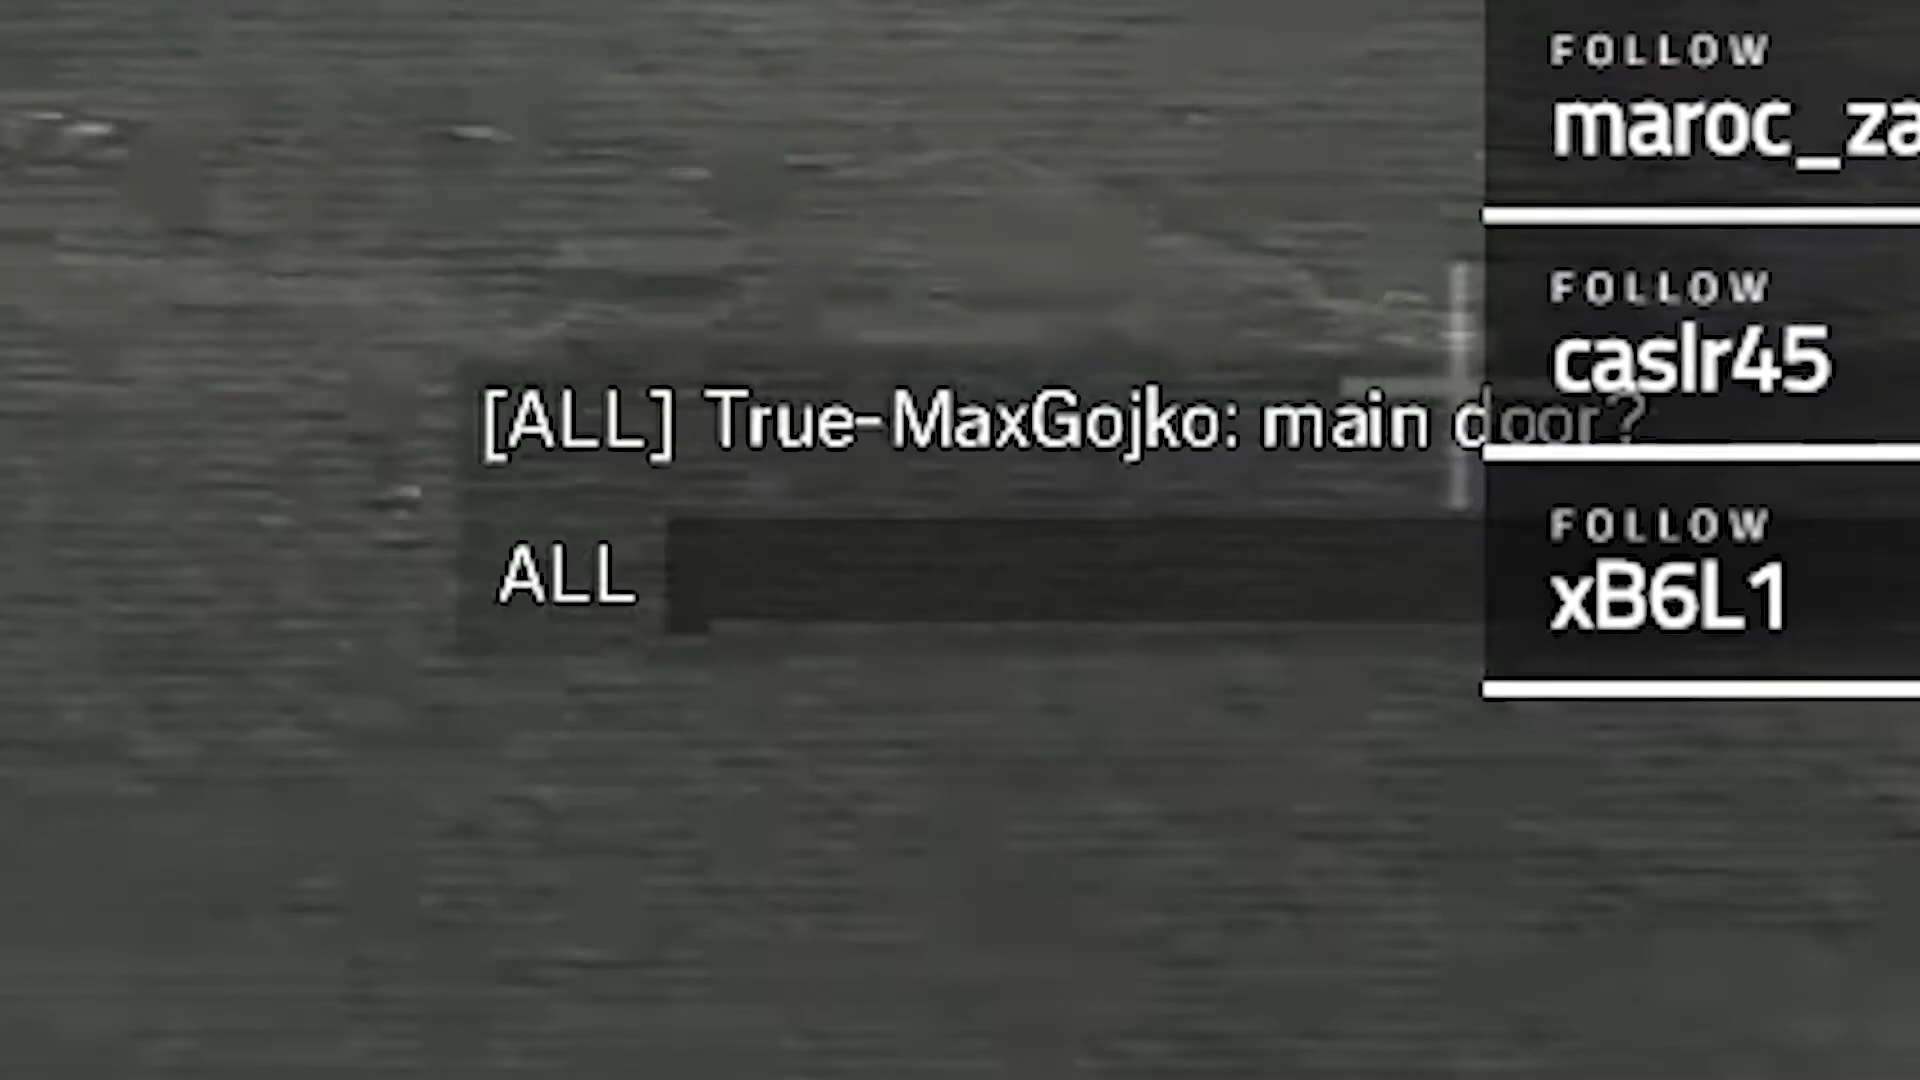 FOLLOW
maroc_za
FOLLOW
caslr45
[ALL] True-MaxGojko: main door?
FOLLOW
xB6L1
ALL